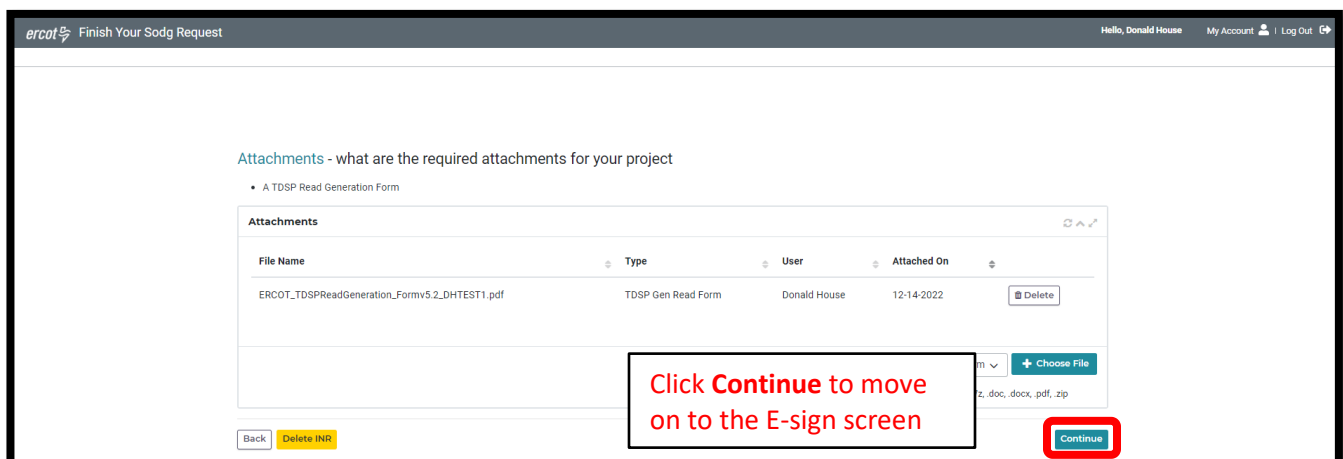 ercot Finish Your Sodg Request Hello, Donald House My Account | Log Out
Attachments - what are the required attachments for your project
• A TDSP Read Generation Form
Attachments
File Name Type User Attached On
ERCOT_TDSPReadGeneration_Formv5.2_DHTEST1.pdf TDSP Gen Read Form Donald House 12-14-2022 Delete
Choose File
.doc, .docx, .pdf, .zip
Click Continue to move
on to the E-sign screen
Back Delete INR Continue